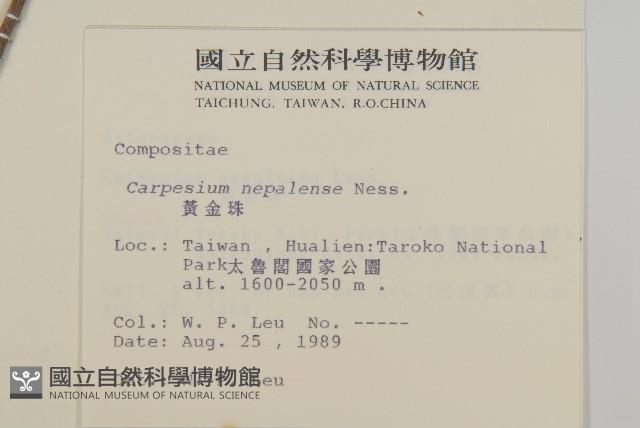 國立自然科學博物館
NATIONAL MUSEUM OF NATURAL SCIENCE
TAICHUNG, TAIWAN, R.O.CHINA
Compositae
Carpesium nepalense Ness.
黃金珠
Loc.: Taiwan , Hualien:Taroko National
Park太魯閣國家公園
alt. 1600-2050 m .
Col.: W. P. Leu No. -----
Date: Aug. 25 , 1989
Leu
國立自然科學博物館
NATIONAL MUSEUM OF NATURAL SCIENCE